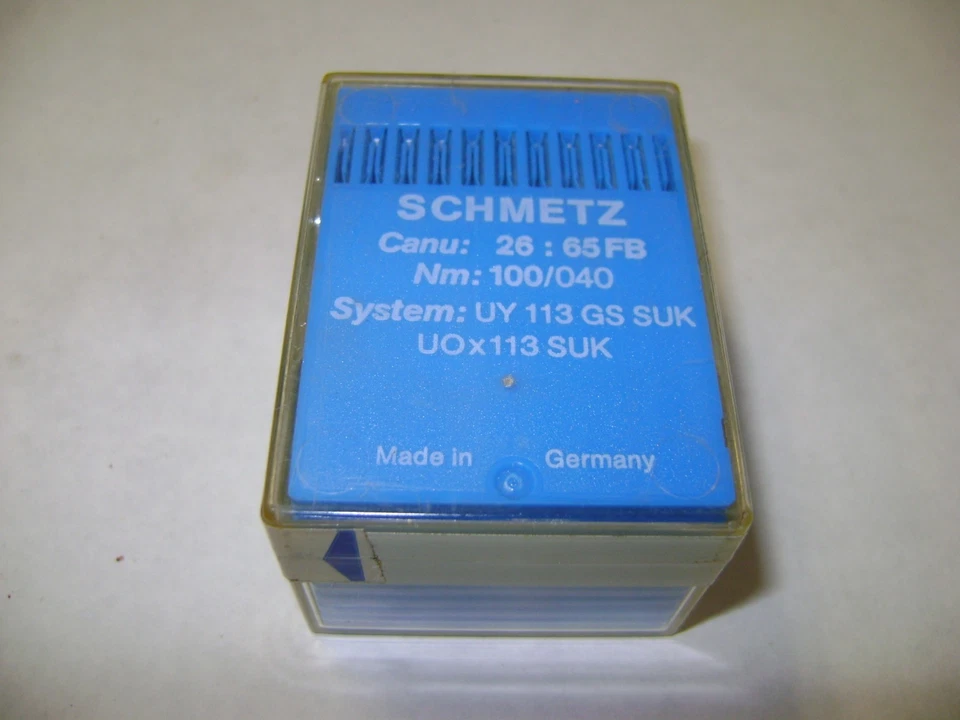 SCHMETZ
Canu: 26 : 65 FB
Nm: 100/040
System: UY 113 GS SUK
UOx113 SUK
Made in Germany